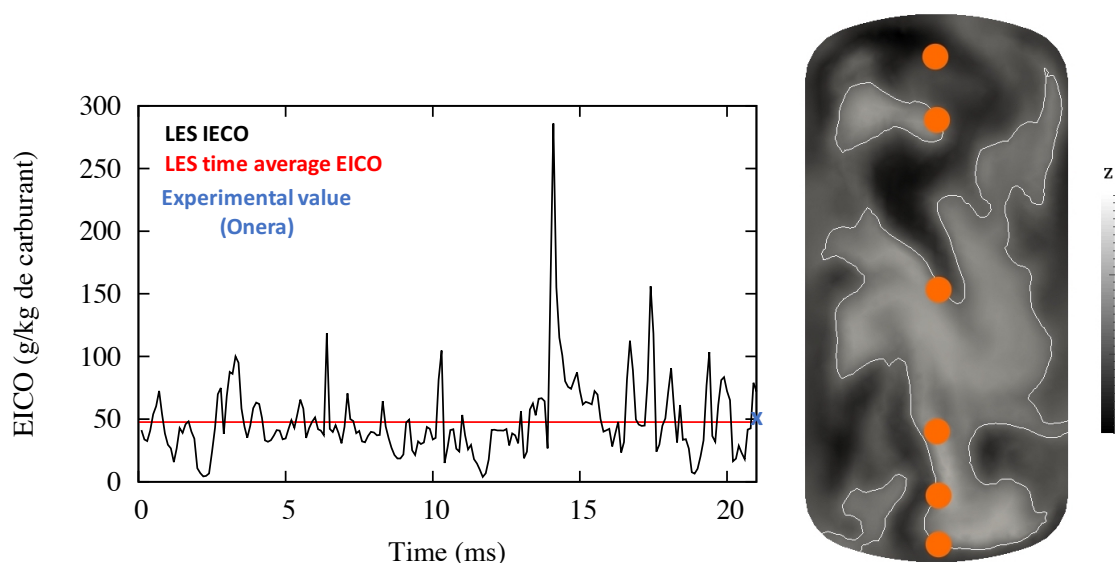 EICO (g/kg de carburant)
300
250
200
150
100
50
0
LES IECO
LES time average EICO
Experimental value
(Onera)
0
5
10
15
20
Time (ms)
z